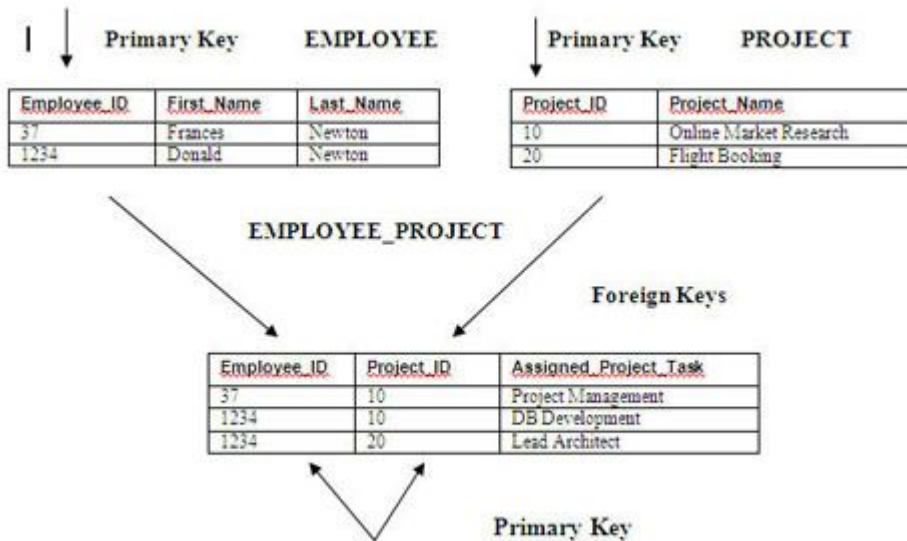 Primary Key EMPLOYEE
Primary Key PROJECT
Employee_ID First_Name Last_Name
37 Frances Newton
1234 Donald Newton
Project_ID Project_Name
10 Online Market Research
20 Flight Booking
EMPLOYEE_PROJECT
Foreign Keys
Employee_ID Project_ID Assigned_Project_Task
37 10 Project Management
1234 10 DB Development
1234 20 Lead Architect
Primary Key